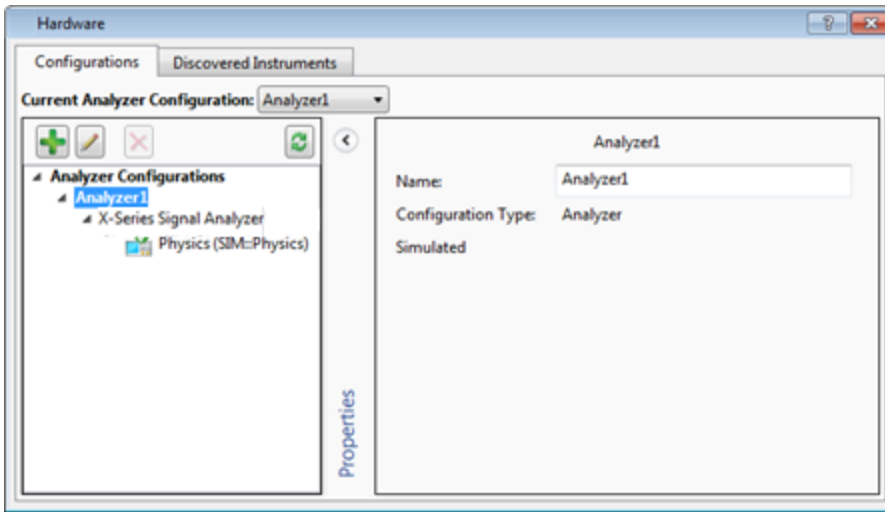 Hardware
Configurations Discovered Instruments
Current Analyzer Configuration: Analyzer1
Analyzer1
Analyzer Configurations
Analyzer1
X-Series Signal Analyzer
Physics (SIM::Physics)
Properties
Name: Analyzer1
Configuration Type: Analyzer
Simulated